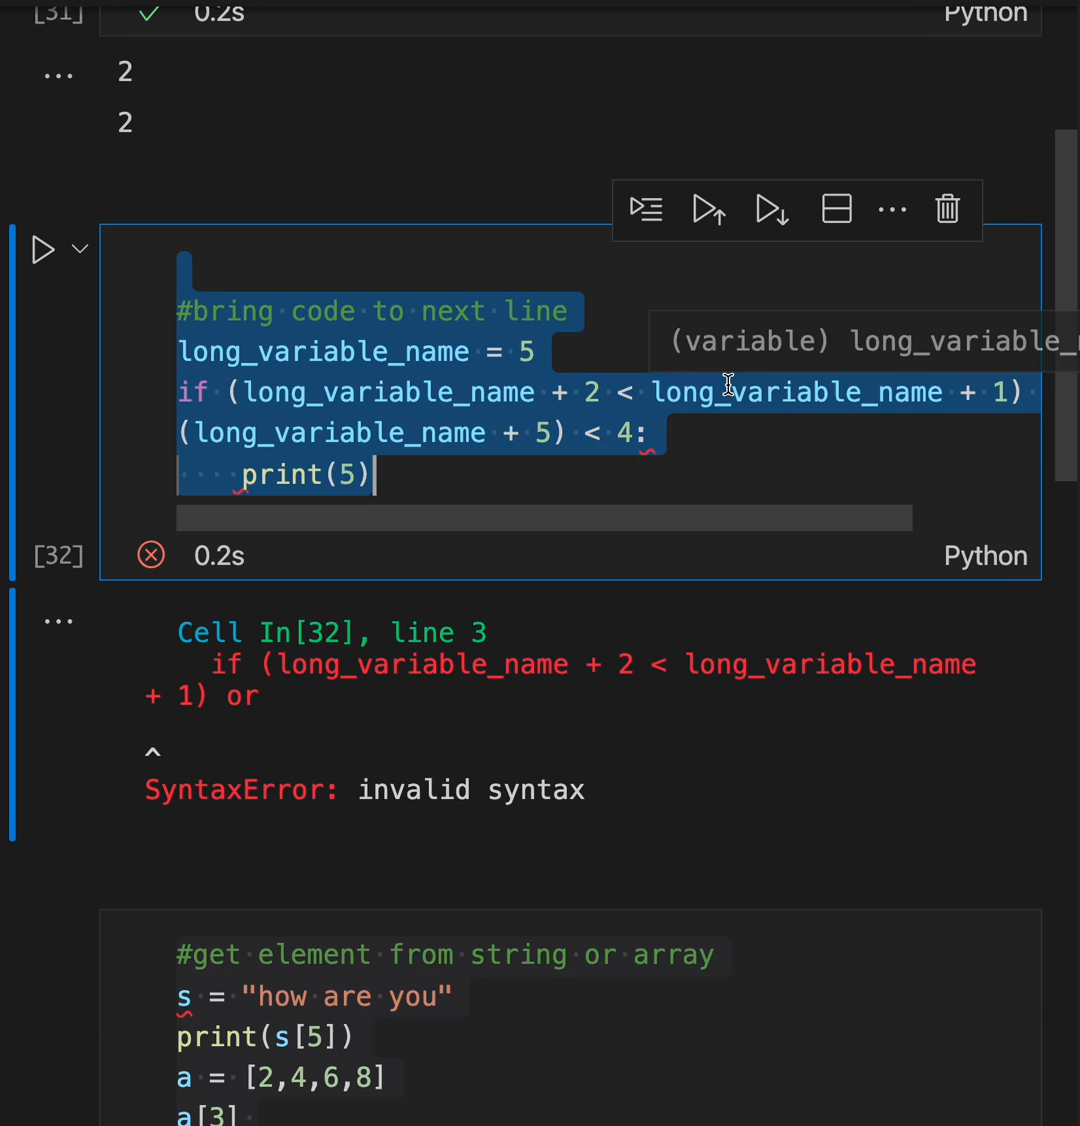 [31] 0.2s Python
... 2
2
#bring code to next line
(variable) long_variable_
long_variable_name = 5
if (long_variable_name + 2 < long_variable_name + 1)
(long_variable_name + 5) < 4:
print(5)
[32] 0.2s Python
...
Cell In[32], line 3
if (long_variable_name + 2 < long_variable_name
+ 1) or
^
SyntaxError: invalid syntax
#get element from string or array
s = "how are you"
print(s[5])
a = [2,4,6,8]
a[3]